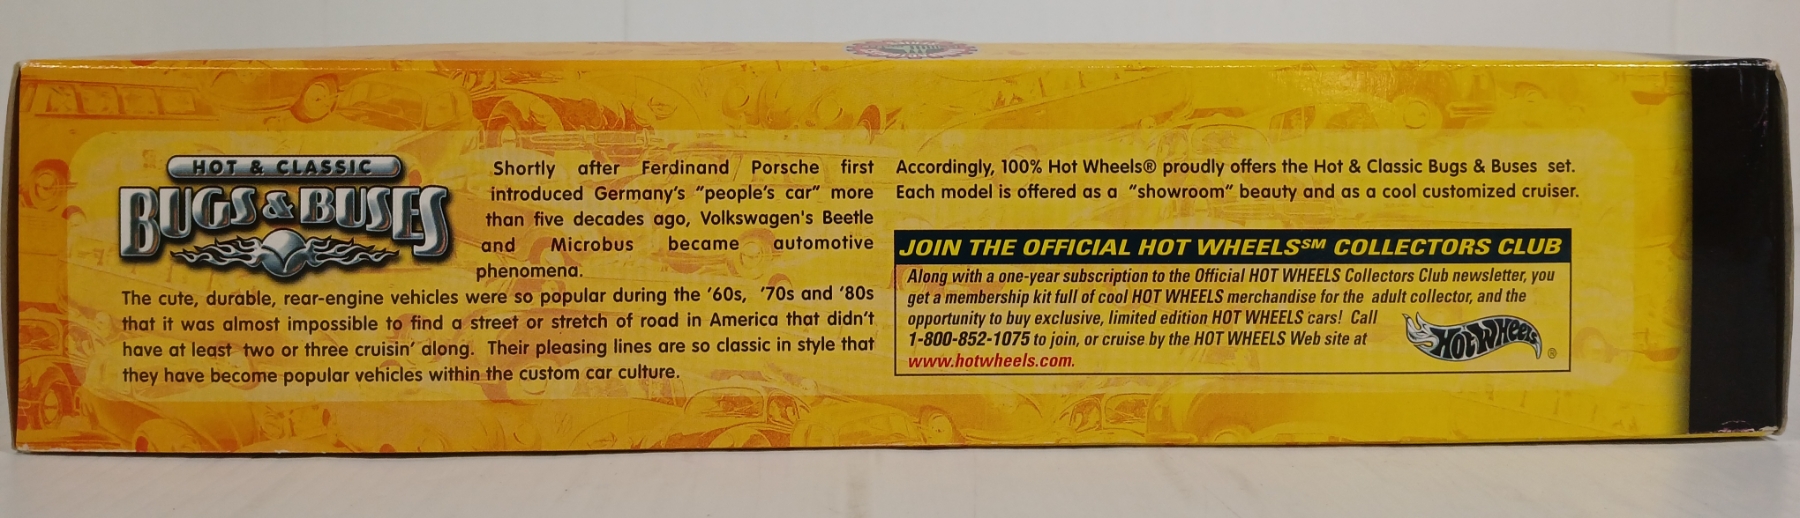 HOT & CLASSIC
BUGS & BUSES
Shortly after Ferdinand Porsche first
introduced Germany's "people's car" more
than five decades ago, Volkswagen's Beetle
and Microbus became automotive
phenomena.
The cute, durable, rear-engine vehicles were so popular during the '60s, '70s and '80s
that it was almost impossible to find a street or stretch of road in America that didn't
have at least two or three cruisin' along. Their pleasing lines are so classic in style that
they have become popular vehicles within the custom car culture.
Accordingly, 100% Hot Wheels® proudly offers the Hot & Classic Bugs & Buses set.
Each model is offered as a "showroom" beauty and as a cool customized cruiser.
JOIN THE OFFICIAL HOT WHEELS℠ COLLECTORS CLUB
Along with a one-year subscription to the Official HOT WHEELS Collectors Club newsletter, you
get a membership kit full of cool HOT WHEELS merchandise for the adult collector, and the
opportunity to buy exclusive, limited edition HOT WHEELS cars! Call
1-800-852-1075 to join, or cruise by the HOT WHEELS Web site at
www.hotwheels.com.
Hot Wheels ®